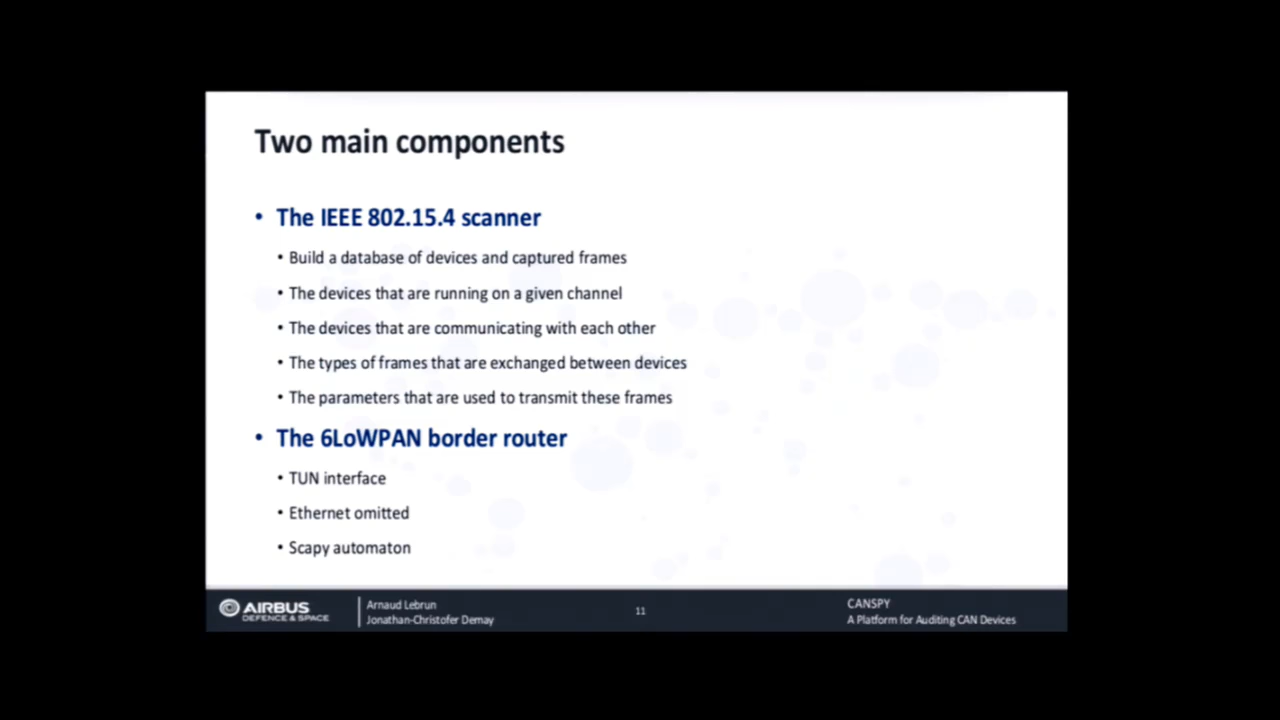 Two main components
• The IEEE 802.15.4 scanner
• Build a database of devices and captured frames
• The devices that are running on a given channel
• The devices that are communicating with each other
• The types of frames that are exchanged between devices
• The parameters that are used to transmit these frames
• The 6LoWPAN border router
• TUN interface
• Ethernet omitted
• Scapy automaton
AIRBUS
DEFENCE & SPACE
Arnaud Lebrun
Jonathan-Christofer Demay
11
CANSPY
A Platform for Auditing CAN Devices